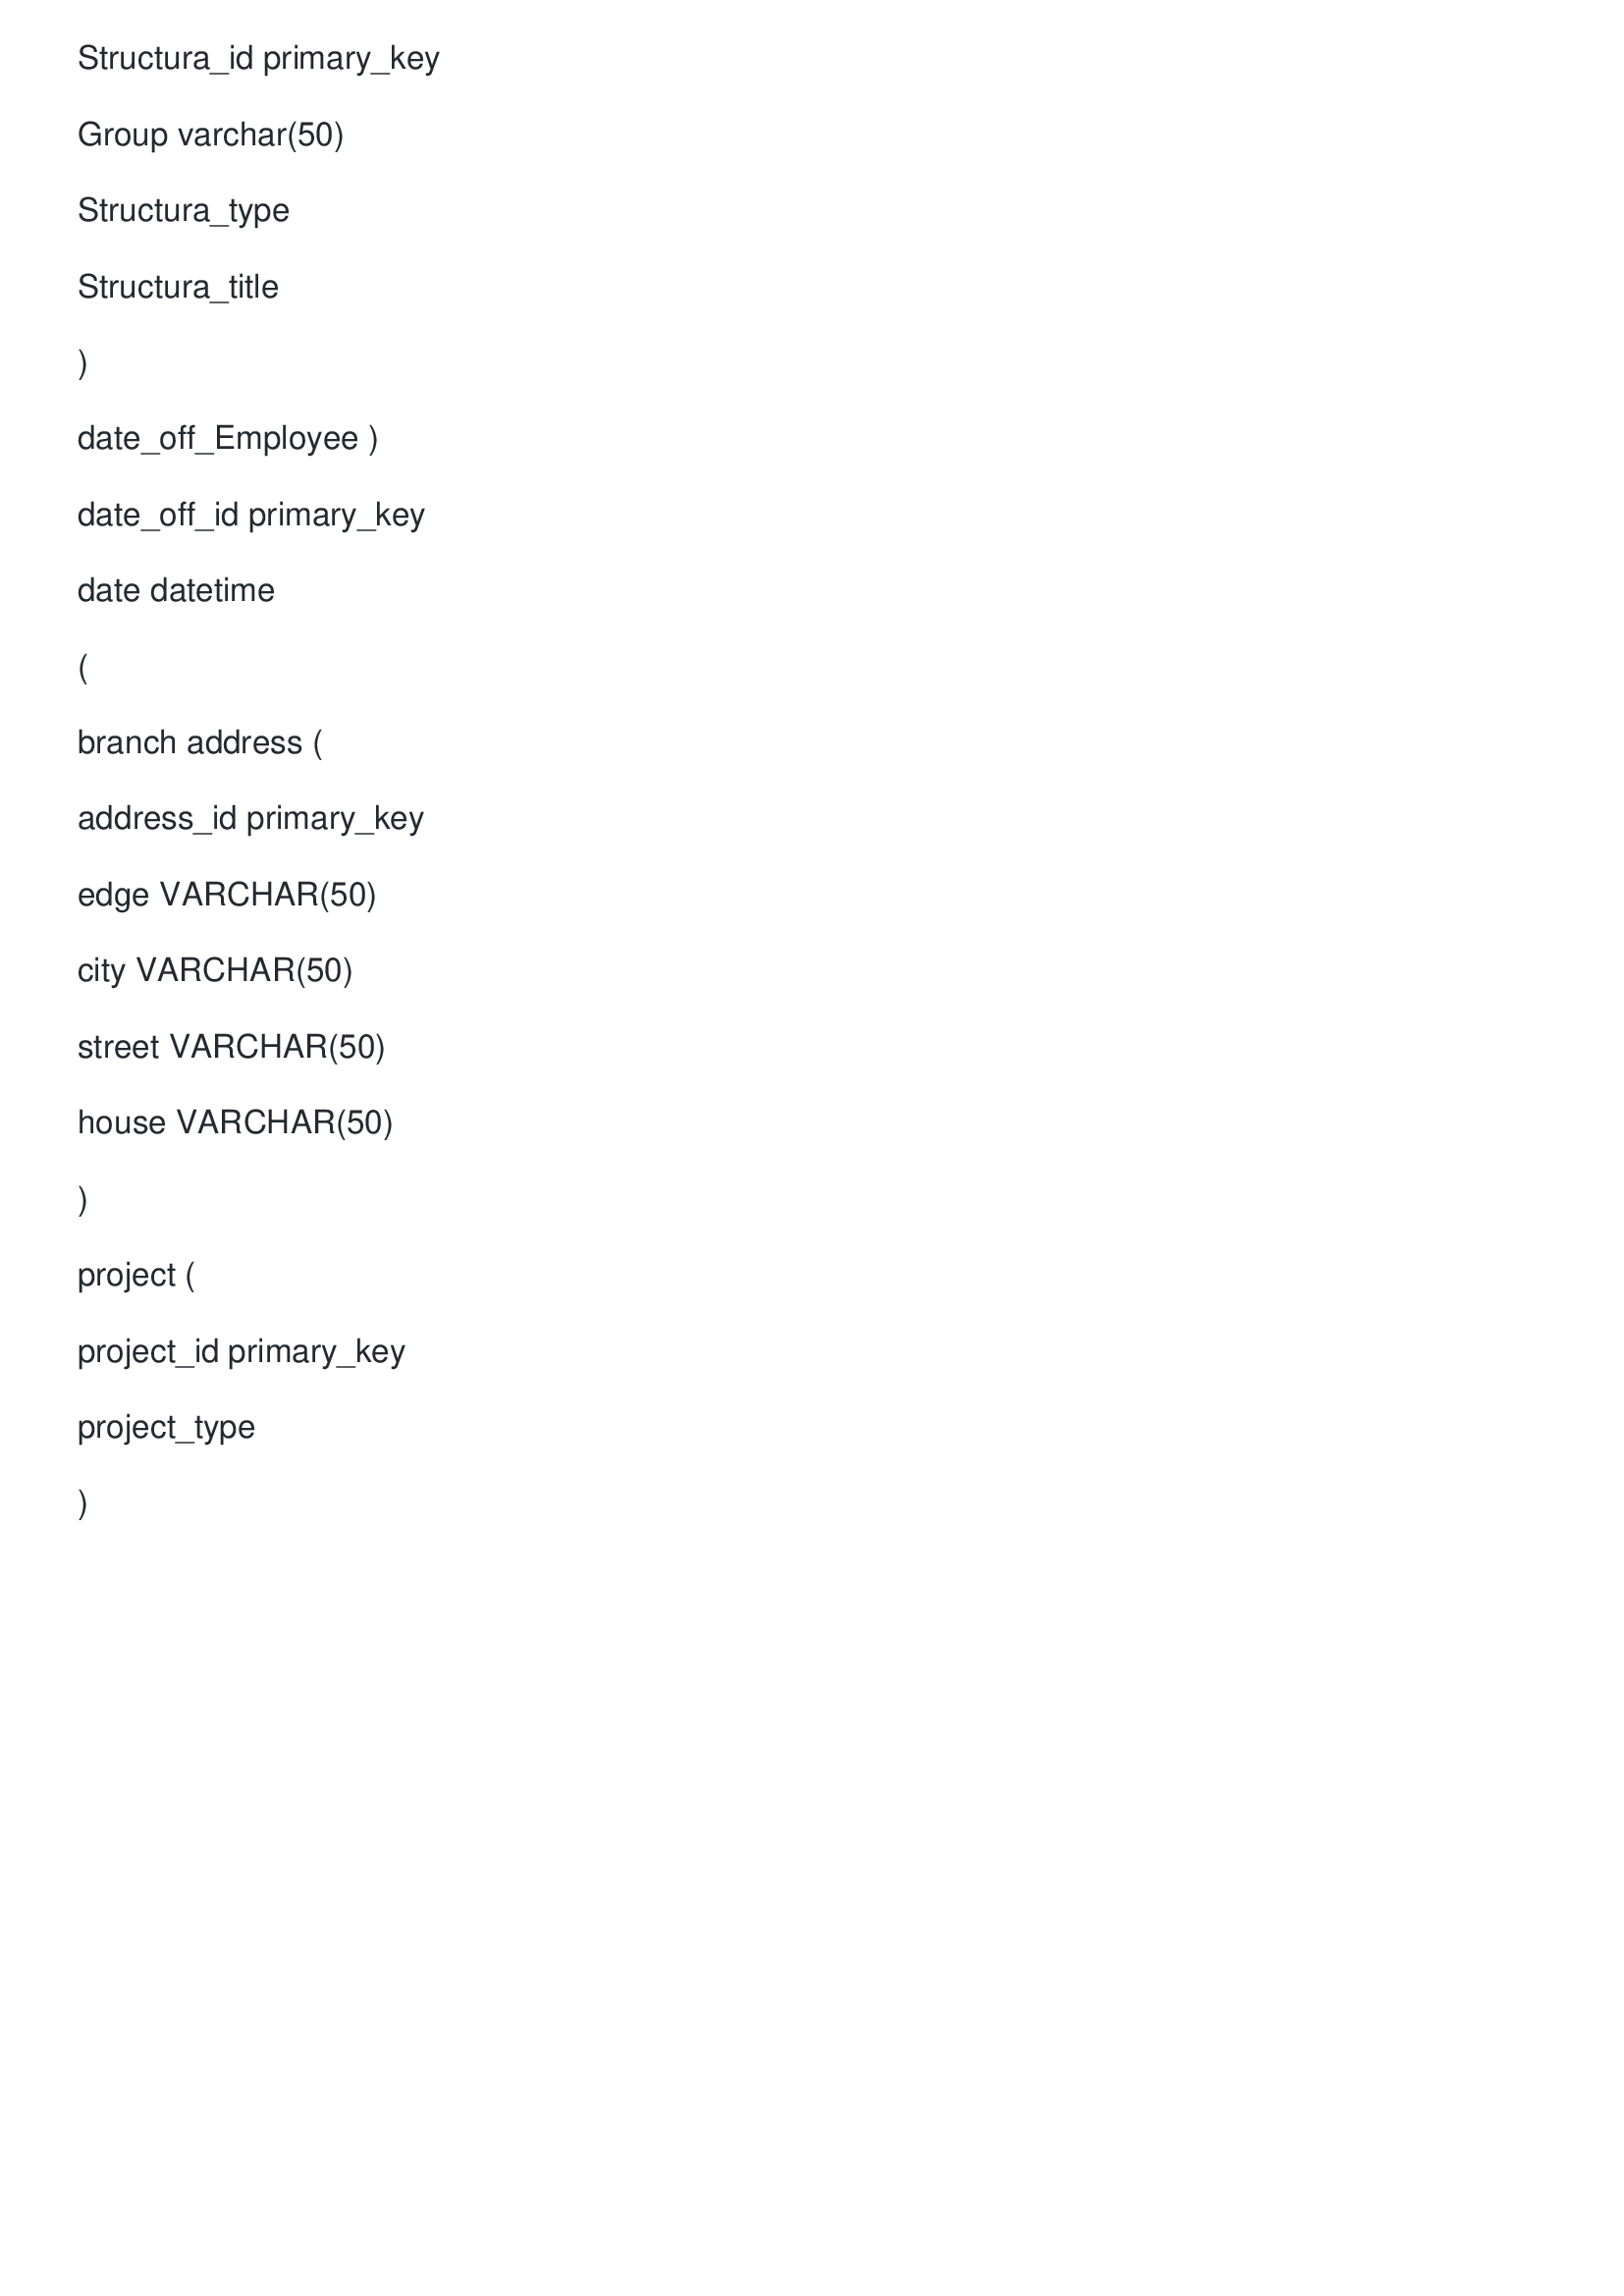 Structura_id primary_key
Group varchar(50)
Structura_type
Structura_title
)
date_off_Employee )
date_off_id primary_key
date datetime
(
branch address (
address_id primary_key
edge VARCHAR(50)
city VARCHAR(50)
street VARCHAR(50)
house VARCHAR(50)
)
project (
project_id primary_key
project_type
)